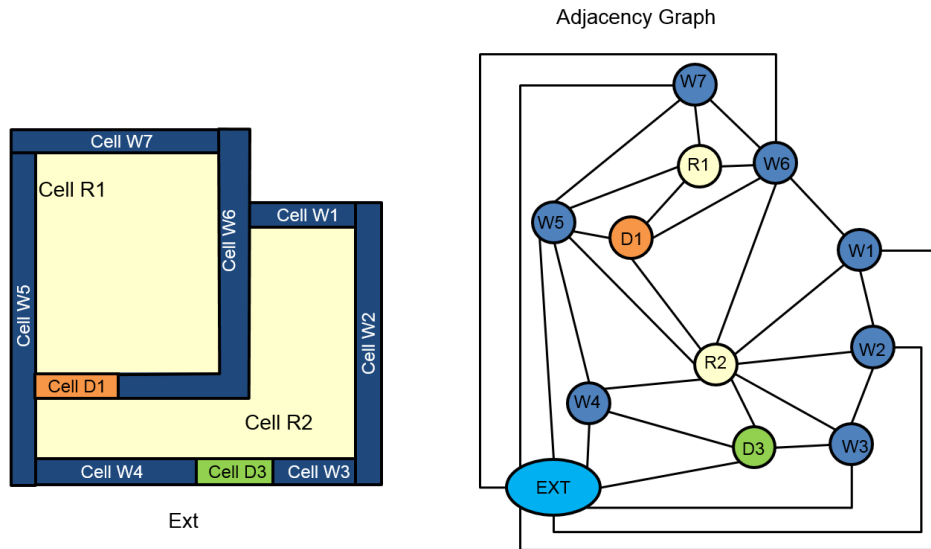 Adjacency Graph
Cell W7
Cell R1
Cell W6
Cell W1
Cell W5
Cell W2
Cell D1
Cell R2
Cell W4
Cell D3
Cell W3
Ext
W7
R1
W6
W5
D1
W1
R2
W2
W4
D3
W3
EXT